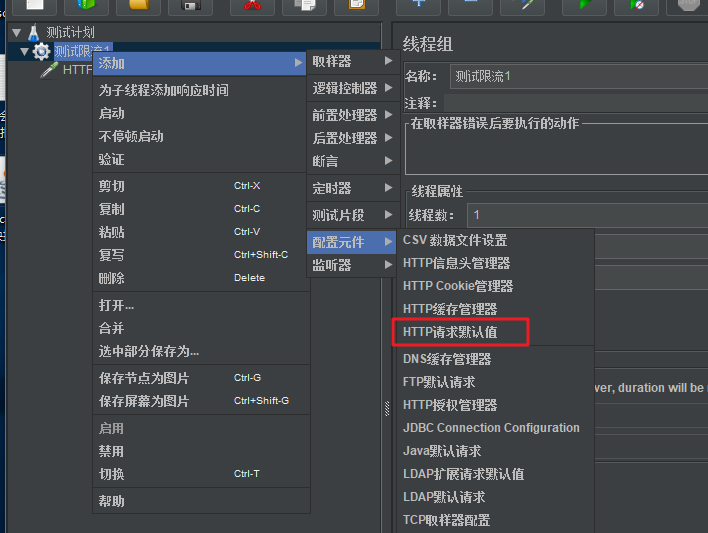 测试计划
测试限流1
HTTP
添加
为子线程添加响应时间
启动
不停顿启动
验证
剪切 Ctrl-X
复制 Ctrl-C
粘贴 Ctrl-V
复写 Ctrl+Shift-C
删除 Delete
打开...
合并
选中部分保存为...
保存节点为图片 Ctrl-G
保存屏幕为图片 Ctrl+Shift-G
启用
禁用
切换 Ctrl-T
帮助
取样器
逻辑控制器
前置处理器
后置处理器
断言
定时器
测试片段
配置元件
监听器
CSV 数据文件设置
HTTP信息头管理器
HTTP Cookie管理器
HTTP缓存管理器
HTTP请求默认值
DNS缓存管理器
FTP默认请求
HTTP授权管理器
JDBC Connection Configuration
Java默认请求
LDAP扩展请求默认值
LDAP默认请求
TCP取样器配置
线程组
名称： 测试限流1
注释：
在取样器错误后要执行的动作
线程属性
线程数： 1
ver, duration will be